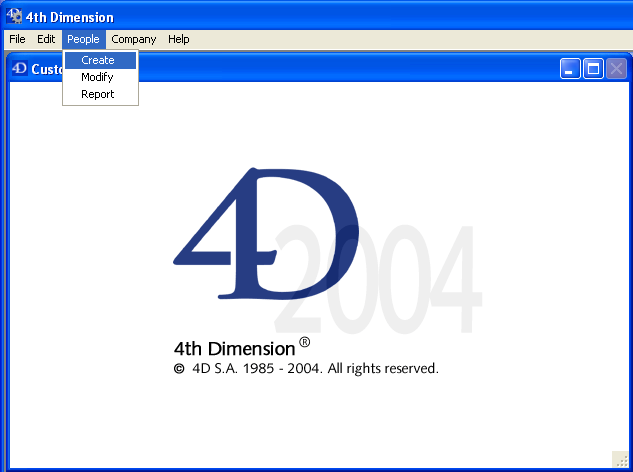 4th Dimension
File Edit People Company Help
Create
4D Custo
Modify
Report
4D
2004
4th Dimension ®
© 4D S.A. 1985 - 2004. All rights reserved.